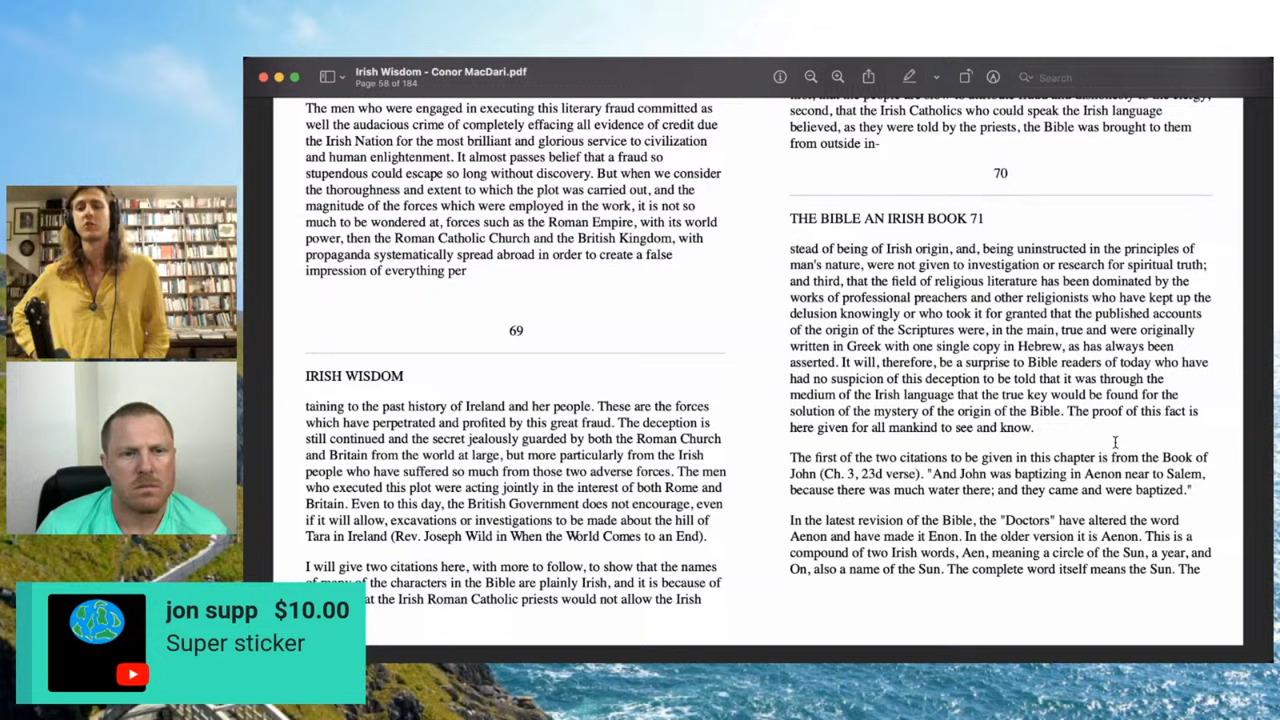 Irish Wisdom - Conor MacDari.pdf
Page 58 of 184
Search
The men who were engaged in executing this literary fraud committed as
well the audacious crime of completely effacing all evidence of credit due
the Irish Nation for the most brilliant and glorious service to civilization
and human enlightenment. It almost passes belief that a fraud so
stupendous could escape so long without discovery. But when we consider
the thoroughness and extent to which the plot was carried out, and the
magnitude of the forces which were employed in the work, it is not so
much to be wondered at, forces such as the Roman Empire, with its world
power, then the Roman Catholic Church and the British Kingdom, with
propaganda systematically spread abroad in order to create a false
impression of everything per
69
IRISH WISDOM
taining to the past history of Ireland and her people. These are the forces
which have perpetrated and profited by this great fraud. The deception is
still continued and the secret jealously guarded by both the Roman Church
and Britain from the world at large, but more particularly from the Irish
people who have suffered so much from those two adverse forces. The men
who executed this plot were acting jointly in the interest of both Rome and
Britain. Even to this day, the British Government does not encourage, even
if it will allow, excavations or investigations to be made about the hill of
Tara in Ireland (Rev. Joseph Wild in When the World Comes to an End).
I will give two citations here, with more to follow, to show that the names
of many of the characters in the Bible are plainly Irish, and it is because of
at the Irish Roman Catholic priests would not allow the Irish
second, that the Irish Catholics who could speak the Irish language
believed, as they were told by the priests, the Bible was brought to them
from outside in-
70
THE BIBLE AN IRISH BOOK 71
stead of being of Irish origin, and, being uninstructed in the principles of
man's nature, were not given to investigation or research for spiritual truth;
and third, that the field of religious literature has been dominated by the
works of professional preachers and other religionists who have kept up the
delusion knowingly or who took it for granted that the published accounts
of the origin of the Scriptures were, in the main, true and were originally
written in Greek with one single copy in Hebrew, as has always been
asserted. It will, therefore, be a surprise to Bible readers of today who have
had no suspicion of this deception to be told that it was through the
medium of the Irish language that the true key would be found for the
solution of the mystery of the origin of the Bible. The proof of this fact is
here given for all mankind to see and know.
The first of the two citations to be given in this chapter is from the Book of
John (Ch. 3, 23d verse). "And John was baptizing in Aenon near to Salem,
because there was much water there; and they came and were baptized."
In the latest revision of the Bible, the "Doctors" have altered the word
Aenon and have made it Enon. In the older version it is Aenon. This is a
compound of two Irish words, Aen, meaning a circle of the Sun, a year, and
On, also a name of the Sun. The complete word itself means the Sun. The
jon supp $10.00
Super sticker